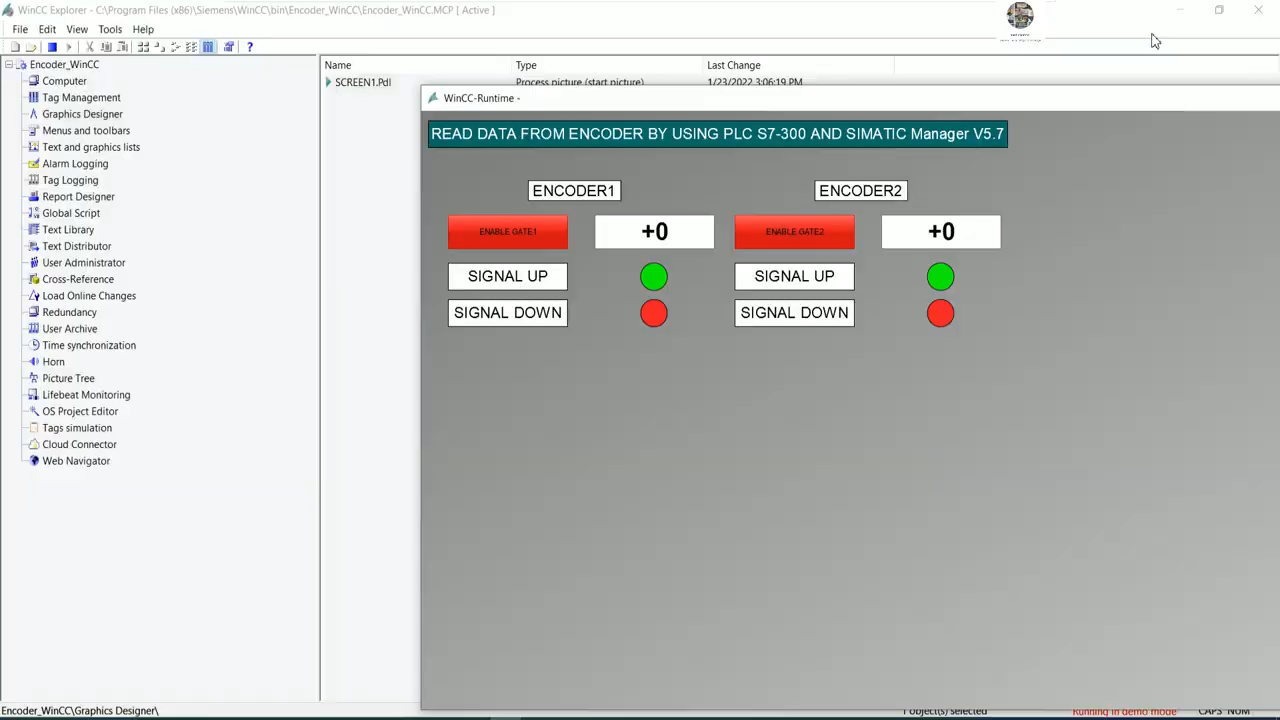 WinCC Explorer - C:\Program Files (x86)\Siemens\WinCC\bin\Encoder_WinCC\Encoder_WinCC.MCP [ Active ]
File Edit View Tools Help
Encoder_WinCC
Computer
Tag Management
Graphics Designer
Menus and toolbars
Text and graphics lists
Alarm Logging
Tag Logging
Report Designer
Global Script
Text Library
Text Distributor
User Administrator
Cross-Reference
Load Online Changes
Redundancy
User Archive
Time synchronization
Horn
Picture Tree
Lifebeat Monitoring
OS Project Editor
Tags simulation
Cloud Connector
Web Navigator
Name Type Last Change
SCREEN1.Pdl Process picture (start picture) 1/23/2022 3:06:19 PM
WinCC-Runtime -
READ DATA FROM ENCODER BY USING PLC S7-300 AND SIMATIC Manager V5.7
ENCODER1 ENCODER2
ENABLE GATE1 +0 ENABLE GATE2 +0
SIGNAL UP SIGNAL UP
SIGNAL DOWN SIGNAL DOWN
Encoder_WinCC\Graphics Designer\ 1 object(s) selected Running in demo mode CAPS NUM